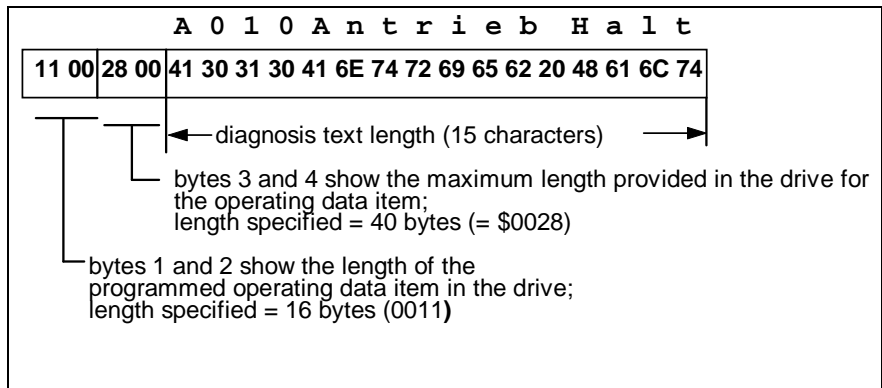 A 0 1 0 A n t r i e b H a l t
11 00 28 00 41 30 31 30 41 6E 74 72 69 65 62 20 48 61 6C 74
diagnosis text length (15 characters)
bytes 3 and 4 show the maximum length provided in the drive for
the operating data item;
length specified = 40 bytes (= $0028)
bytes 1 and 2 show the length of the
programmed operating data item in the drive;
length specified = 16 bytes (0011)